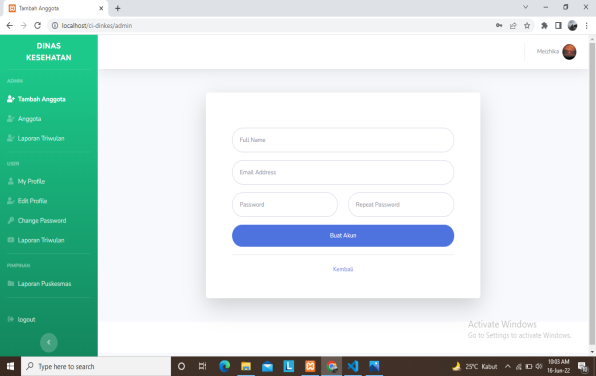 Tambah Anggota
localhost/ci-dinkes/admin
DINAS
KESEHATAN
Meizhika
ADMIN
Tambah Anggota
Anggota
Laporan Triwulan
USER
My Profile
Edit Profile
Change Password
Laporan Triwulan
PIMPINAN
Laporan Puskesmas
logout
Full Name
Email Address
Password
Repeat Password
Buat Akun
Kembali
Activate Windows
Go to Settings to activate Windows.
Type here to search
25°C Kabut
10:03 AM
16-Jun-22